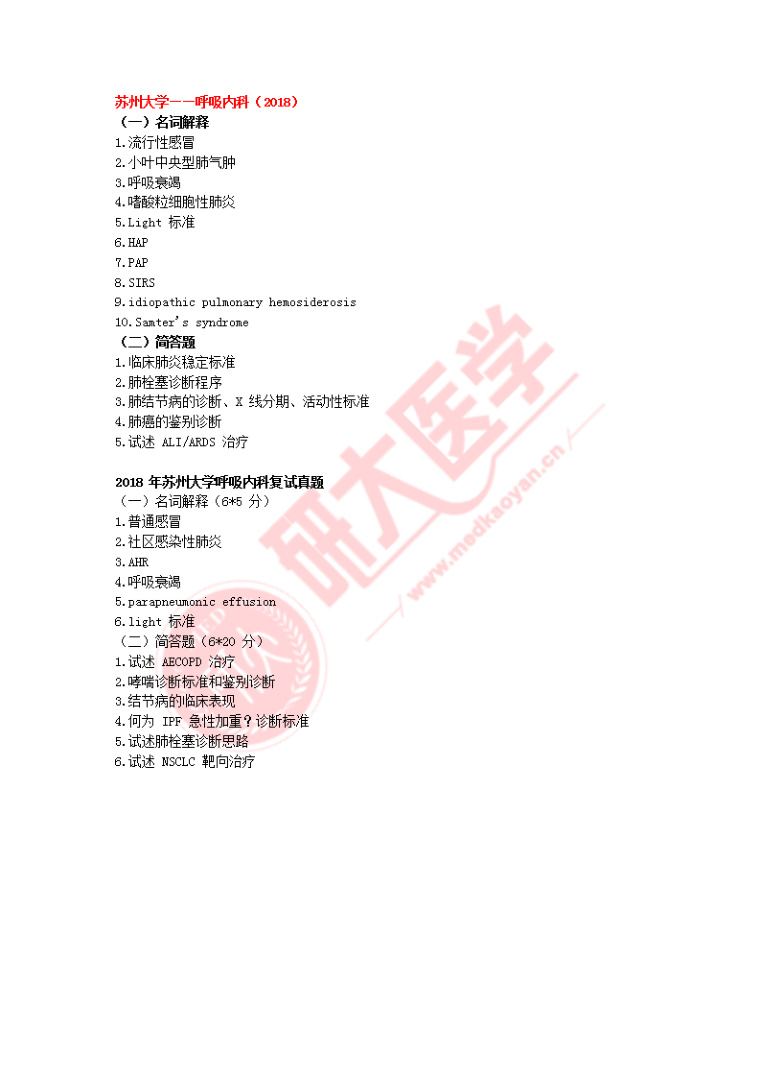 苏州大学——呼吸内科（2018）
（一）名词解释
1.流行性感冒
2.小叶中央型肺气肿
3.呼吸衰竭
4.嗜酸粒细胞性肺炎
5.Light 标准
6.HAP
7.PAP
8.SIRS
9.idiopathic pulmonary hemosiderosis
10.Samter's syndrome
（二）简答题
1.临床肺炎稳定标准
2.肺栓塞诊断程序
3.肺结节病的诊断、X 线分期、活动性标准
4.肺癌的鉴别诊断
5.试述 ALI/ARDS 治疗
2018 年苏州大学呼吸内科复试真题
（一）名词解释（6*5 分）
1.普通感冒
2.社区感染性肺炎
3.AHR
4.呼吸衰竭
5.parapneumonic effusion
6.light 标准
（二）简答题（6*20 分）
1.试述 AECOPD 治疗
2.哮喘诊断标准和鉴别诊断
3.结节病的临床表现
4.何为 IPF 急性加重？诊断标准
5.试述肺栓塞诊断思路
6.试述 NSCLC 靶向治疗
研大医学
www.medkaoyan.cn